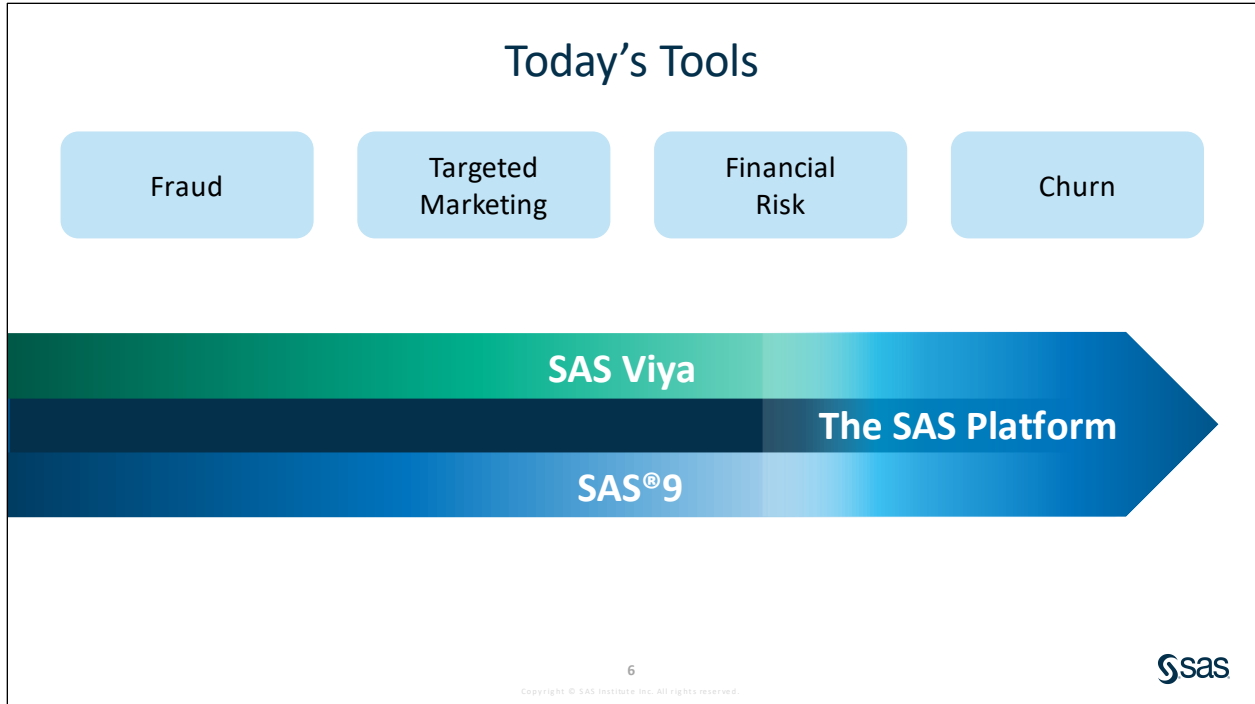 Today’s Tools
Fraud
Targeted
Marketing
Financial
Risk
Churn
SAS Viya
The SAS Platform
SAS®9
6
Copyright © SAS Institute Inc. All rights reserved.
sas